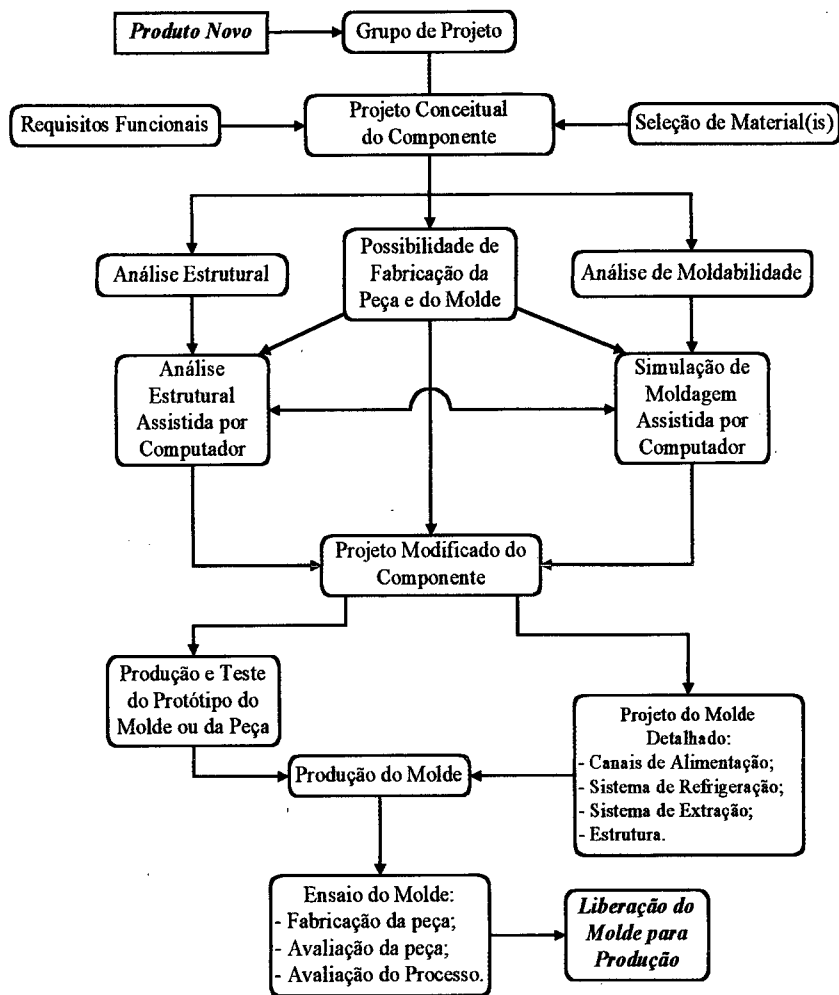 Produto Novo
Grupo de Projeto
Requisitos Funcionais
Projeto Conceitual
do Componente
Seleção de Material(is)
Análise Estrutural
Possibilidade de
Fabricação da
Peça e do Molde
Análise de Moldabilidade
Análise
Estrutural
Assistida por
Computador
Simulação de
Moldagem
Assistida por
Computador
Projeto Modificado do
Componente
Produção e Teste
do Protótipo do
Molde ou da Peça
Projeto do Molde
Detalhado:
- Canais de Alimentação;
- Sistema de Refrigeração;
- Sistema de Extração;
- Estrutura.
Produção do Molde
Ensaio do Molde:
- Fabricação da peça;
- Avaliação da peça;
- Avaliação do Processo.
Liberação do
Molde para
Produção